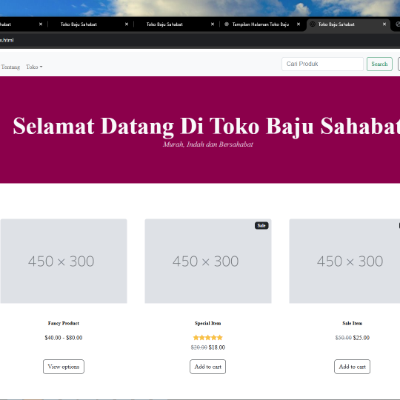 Toko Baju Sahabat
Toko Baju Sahabat
Tampilan Halaman Toko Baju
Toko Baju Sahabat
.html
Tentang Toko
Cari Produk
Search
Selamat Datang Di Toko Baju Sahabat
Murah, Indah dan Bersahabat
450 × 300
450 × 300
450 × 300
Sale
Fancy Product
Special Item
Sale Item
$40.00 - $80.00
$20.00 $18.00
$50.00 $25.00
View options
Add to cart
Add to cart